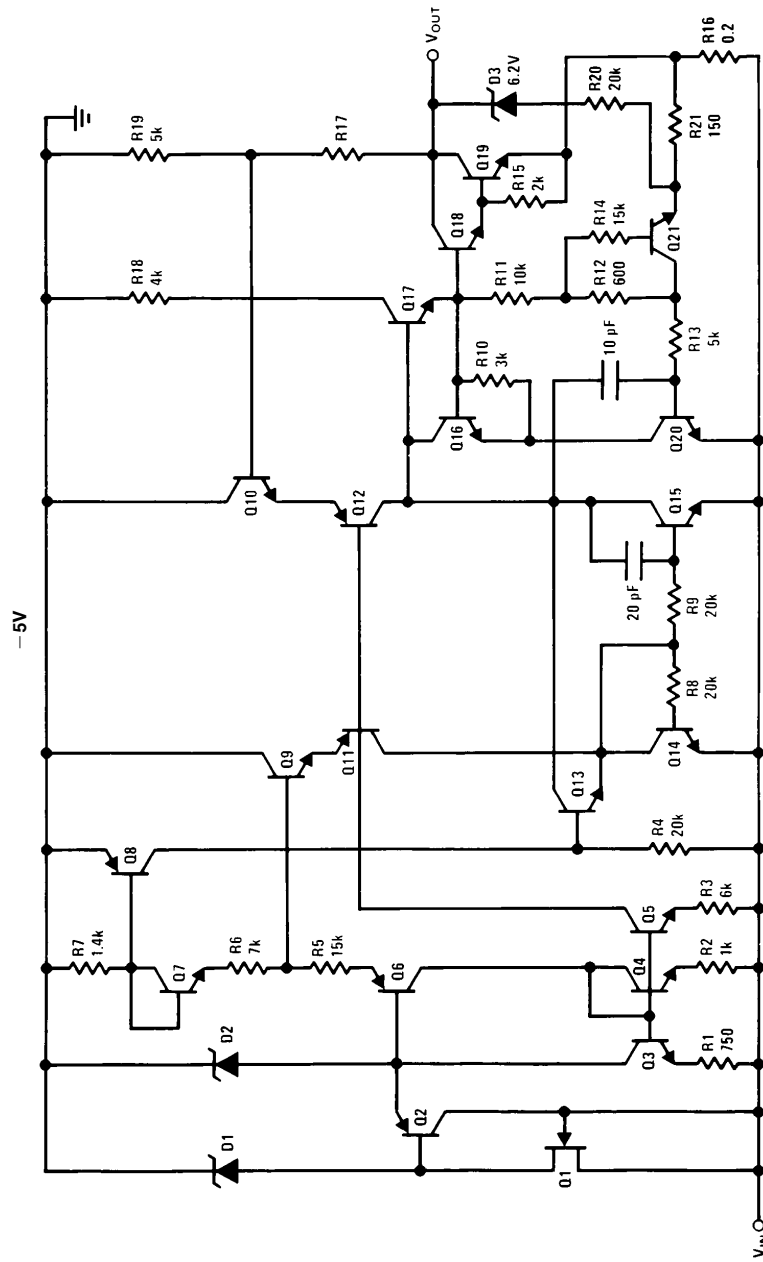 — 5V
R7
1.4k
Q7
R6
7k
R5
15k
Q6
Q4
R2
1k
D2
Q3
R1
750
D1
Q2
Q1
V_IN
Q8
Q5
R3
6k
R4
20k
Q9
Q11
Q13
Q14
R8
20k
R9
20k
20 pF
Q15
Q10
Q12
R18
4k
Q17
Q16
R10
3k
10 pF
Q20
R13
5k
R11
10k
R12
600
R14
15k
Q21
R19
5k
R17
Q18
Q19
R15
2k
V_OUT
D3
6.2V
R20
20k
R21
150
R16
0.2